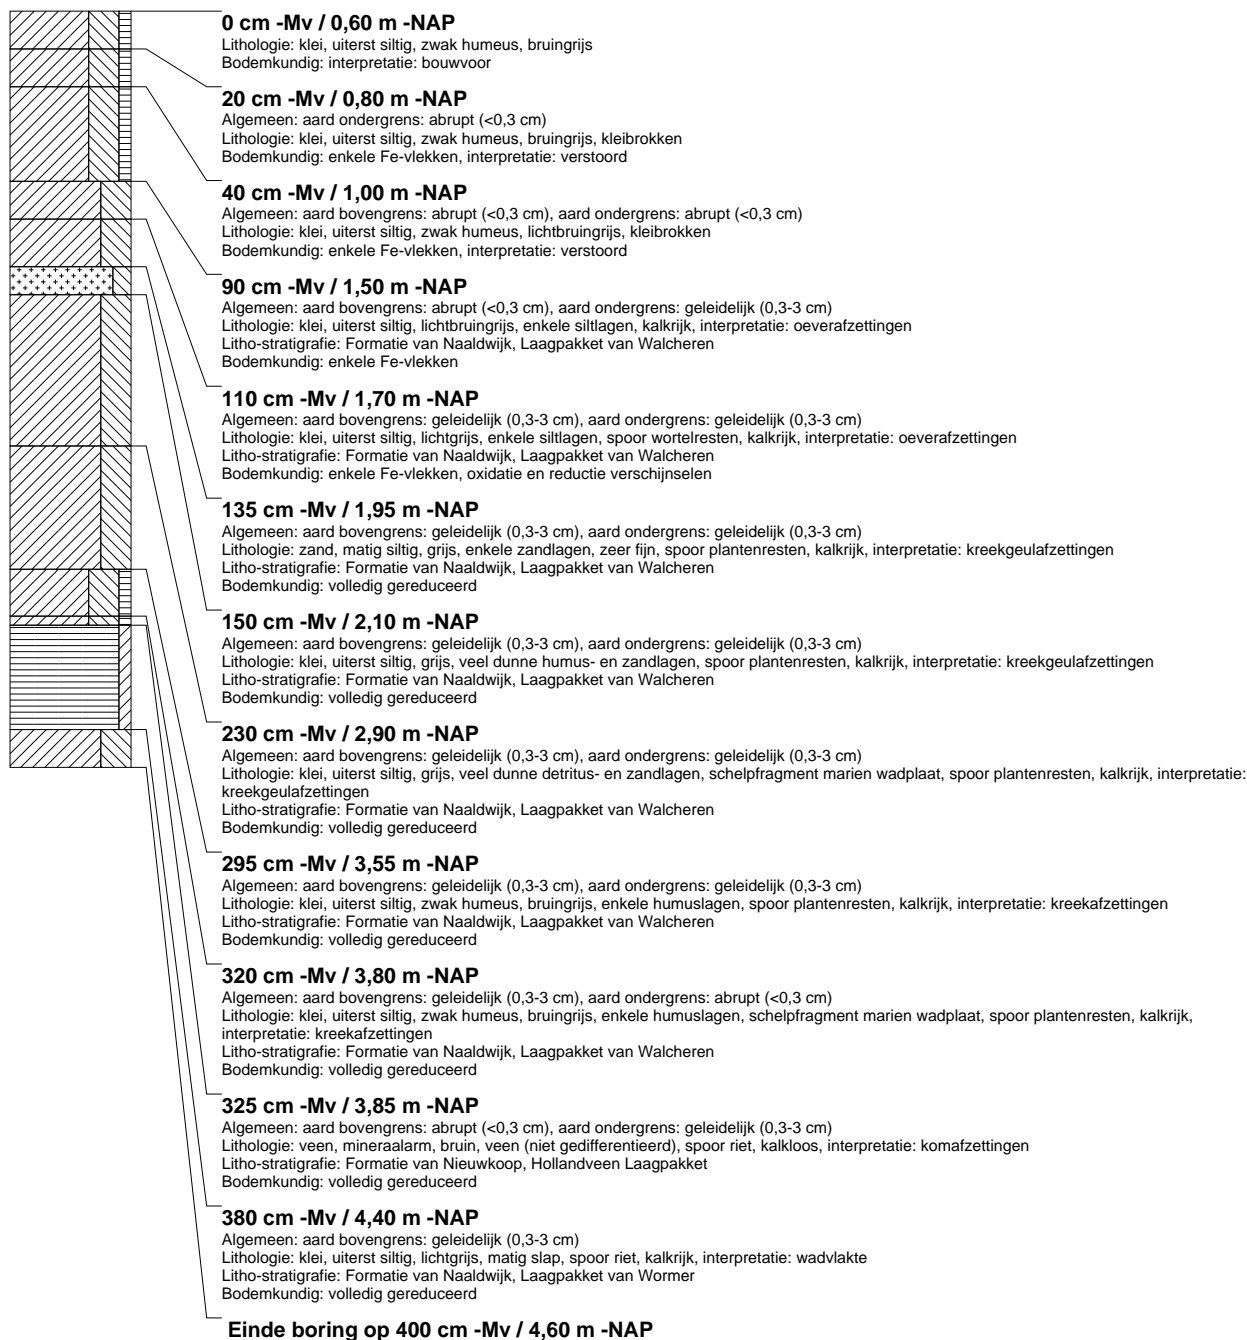 0 cm -Mv / 0,60 m -NAP
Lithologie: klei, uiterst siltig, zwak humeus, bruingrijs
Bodemkundig: interpretatie: bouwvoor
20 cm -Mv / 0,80 m -NAP
Algemeen: aard ondergrens: abrupt (<0,3 cm)
Lithologie: klei, uiterst siltig, zwak humeus, bruingrijs, kleibrokken
Bodemkundig: enkele Fe-vlekken, interpretatie: verstoord
40 cm -Mv / 1,00 m -NAP
Algemeen: aard bovengrens: abrupt (<0,3 cm), aard ondergrens: abrupt (<0,3 cm)
Lithologie: klei, uiterst siltig, zwak humeus, lichtbruingrijs, kleibrokken
Bodemkundig: enkele Fe-vlekken, interpretatie: verstoord
90 cm -Mv / 1,50 m -NAP
Algemeen: aard bovengrens: abrupt (<0,3 cm), aard ondergrens: geleidelijk (0,3-3 cm)
Lithologie: klei, uiterst siltig, lichtbruingrijs, enkele siltlagen, kalkrijk, interpretatie: oeverafzettingen
Litho-stratigrafie: Formatie van Naaldwijk, Laagpakket van Walcheren
Bodemkundig: enkele Fe-vlekken
110 cm -Mv / 1,70 m -NAP
Algemeen: aard bovengrens: geleidelijk (0,3-3 cm), aard ondergrens: geleidelijk (0,3-3 cm)
Lithologie: klei, uiterst siltig, lichtgrijs, enkele siltlagen, spoor wortelresten, kalkrijk, interpretatie: oeverafzettingen
Litho-stratigrafie: Formatie van Naaldwijk, Laagpakket van Walcheren
Bodemkundig: enkele Fe-vlekken, oxidatie en reductie verschijnselen
135 cm -Mv / 1,95 m -NAP
Algemeen: aard bovengrens: geleidelijk (0,3-3 cm), aard ondergrens: geleidelijk (0,3-3 cm)
Lithologie: zand, matig siltig, grijs, enkele zandlagen, zeer fijn, spoor plantenresten, kalkrijk, interpretatie: kreekgeulafzettingen
Litho-stratigrafie: Formatie van Naaldwijk, Laagpakket van Walcheren
Bodemkundig: volledig gereduceerd
150 cm -Mv / 2,10 m -NAP
Algemeen: aard bovengrens: geleidelijk (0,3-3 cm), aard ondergrens: geleidelijk (0,3-3 cm)
Lithologie: klei, uiterst siltig, grijs, veel dunne humus- en zandlagen, spoor plantenresten, kalkrijk, interpretatie: kreekgeulafzettingen
Litho-stratigrafie: Formatie van Naaldwijk, Laagpakket van Walcheren
Bodemkundig: volledig gereduceerd
230 cm -Mv / 2,90 m -NAP
Algemeen: aard bovengrens: geleidelijk (0,3-3 cm), aard ondergrens: geleidelijk (0,3-3 cm)
Lithologie: klei, uiterst siltig, grijs, veel dunne detritus- en zandlagen, schelpfragment marien wadplaat, spoor plantenresten, kalkrijk, interpretatie:
kreekgeulafzettingen
Litho-stratigrafie: Formatie van Naaldwijk, Laagpakket van Walcheren
Bodemkundig: volledig gereduceerd
295 cm -Mv / 3,55 m -NAP
Algemeen: aard bovengrens: geleidelijk (0,3-3 cm), aard ondergrens: geleidelijk (0,3-3 cm)
Lithologie: klei, uiterst siltig, zwak humeus, bruingrijs, enkele humuslagen, spoor plantenresten, kalkrijk, interpretatie: kreekafzettingen
Litho-stratigrafie: Formatie van Naaldwijk, Laagpakket van Walcheren
Bodemkundig: volledig gereduceerd
320 cm -Mv / 3,80 m -NAP
Algemeen: aard bovengrens: geleidelijk (0,3-3 cm), aard ondergrens: abrupt (<0,3 cm)
Lithologie: klei, uiterst siltig, zwak humeus, bruingrijs, enkele humuslagen, schelpfragment marien wadplaat, spoor plantenresten, kalkrijk,
interpretatie: kreekafzettingen
Litho-stratigrafie: Formatie van Naaldwijk, Laagpakket van Walcheren
Bodemkundig: volledig gereduceerd
325 cm -Mv / 3,85 m -NAP
Algemeen: aard bovengrens: abrupt (<0,3 cm), aard ondergrens: geleidelijk (0,3-3 cm)
Lithologie: veen, mineraalarm, bruin, veen (niet gedifferentieerd), spoor riet, kalkloos, interpretatie: komafzettingen
Litho-stratigrafie: Formatie van Nieuwkoop, Hollandveen Laagpakket
Bodemkundig: volledig gereduceerd
380 cm -Mv / 4,40 m -NAP
Algemeen: aard bovengrens: geleidelijk (0,3-3 cm)
Lithologie: klei, uiterst siltig, lichtgrijs, matig slap, spoor riet, kalkrijk, interpretatie: wadvlakte
Litho-stratigrafie: Formatie van Naaldwijk, Laagpakket van Wormer
Bodemkundig: volledig gereduceerd
Einde boring op 400 cm -Mv / 4,60 m -NAP